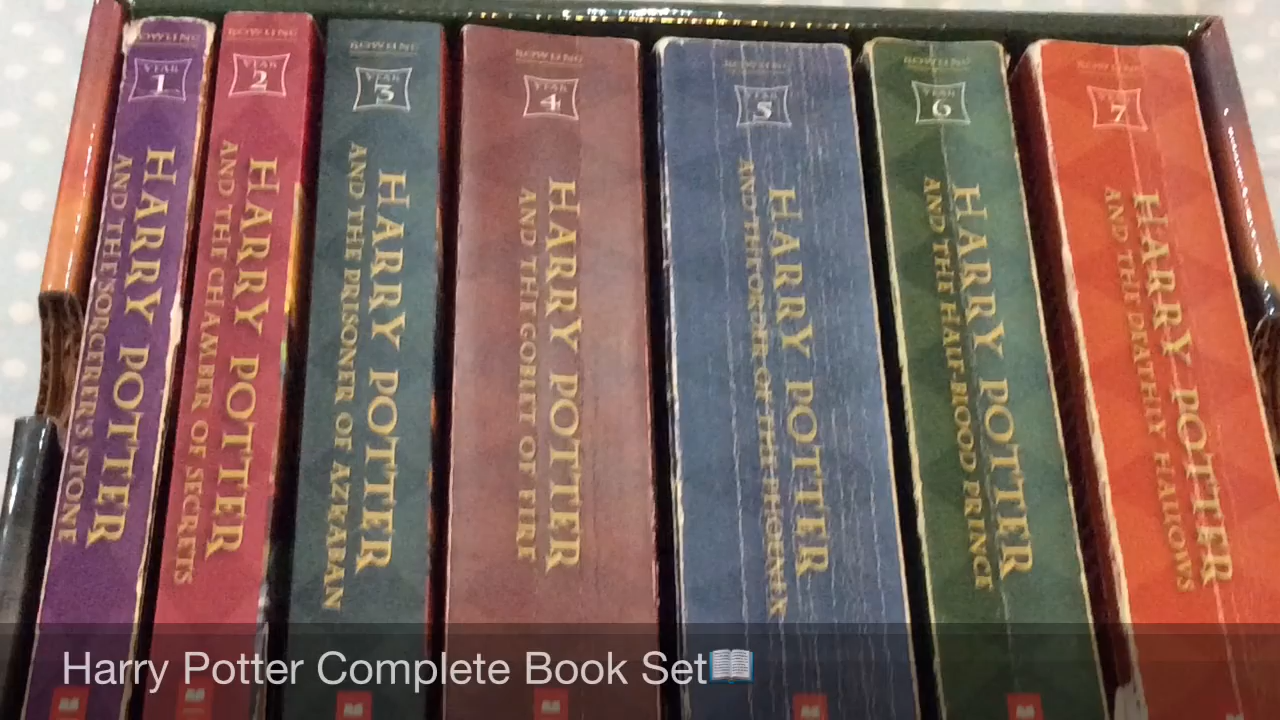 ROWLING
YEAR
1
HARRY POTTER
AND THE SORCERER'S STONE
ROWLING
YEAR
2
HARRY POTTER
AND THE CHAMBER OF SECRETS
ROWLING
YEAR
3
HARRY POTTER
AND THE PRISONER OF AZKABAN
ROWLING
YEAR
4
HARRY POTTER
AND THE GOBLET OF FIRE
ROWLING
YEAR
5
HARRY POTTER
AND THE ORDER OF THE PHOENIX
ROWLING
YEAR
6
HARRY POTTER
AND THE HALF-BLOOD PRINCE
ROWLING
YEAR
7
HARRY POTTER
AND THE DEATHLY HALLOWS
Harry Potter Complete Book Set📖